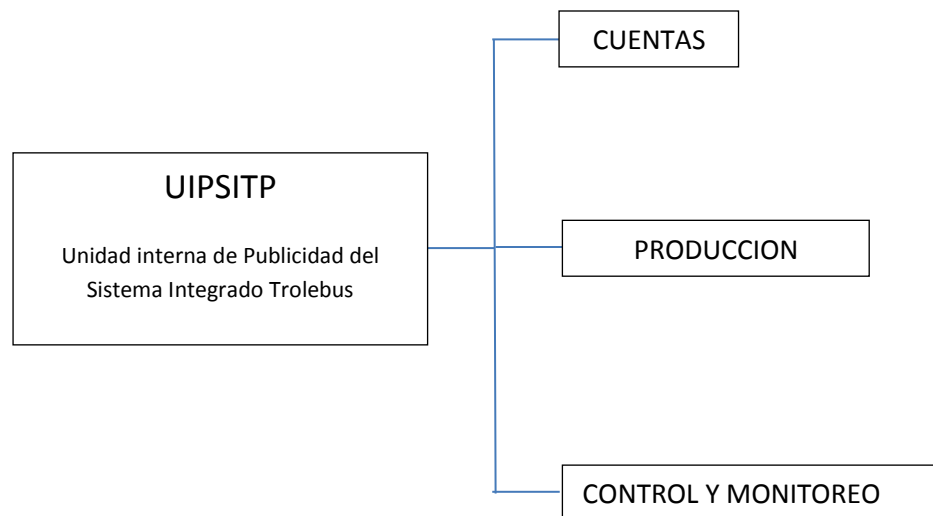 CUENTAS
UIPSITP
Unidad interna de Publicidad del
Sistema Integrado Trolebus
PRODUCCION
CONTROL Y MONITOREO